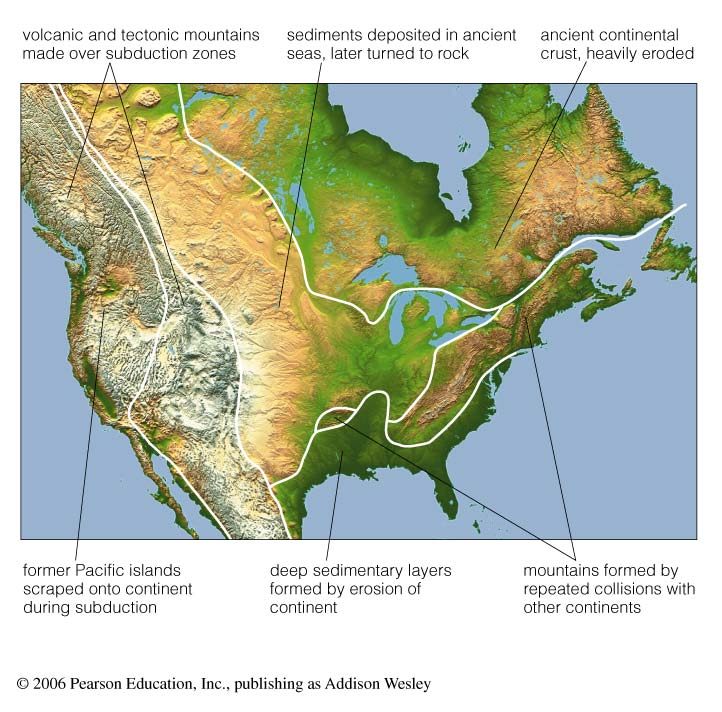 volcanic and tectonic mountains
made over subduction zones
sediments deposited in ancient
seas, later turned to rock
ancient continental
crust, heavily eroded
former Pacific islands
scraped onto continent
during subduction
deep sedimentary layers
formed by erosion of
continent
mountains formed by
repeated collisions with
other continents
© 2006 Pearson Education, Inc., publishing as Addison Wesley